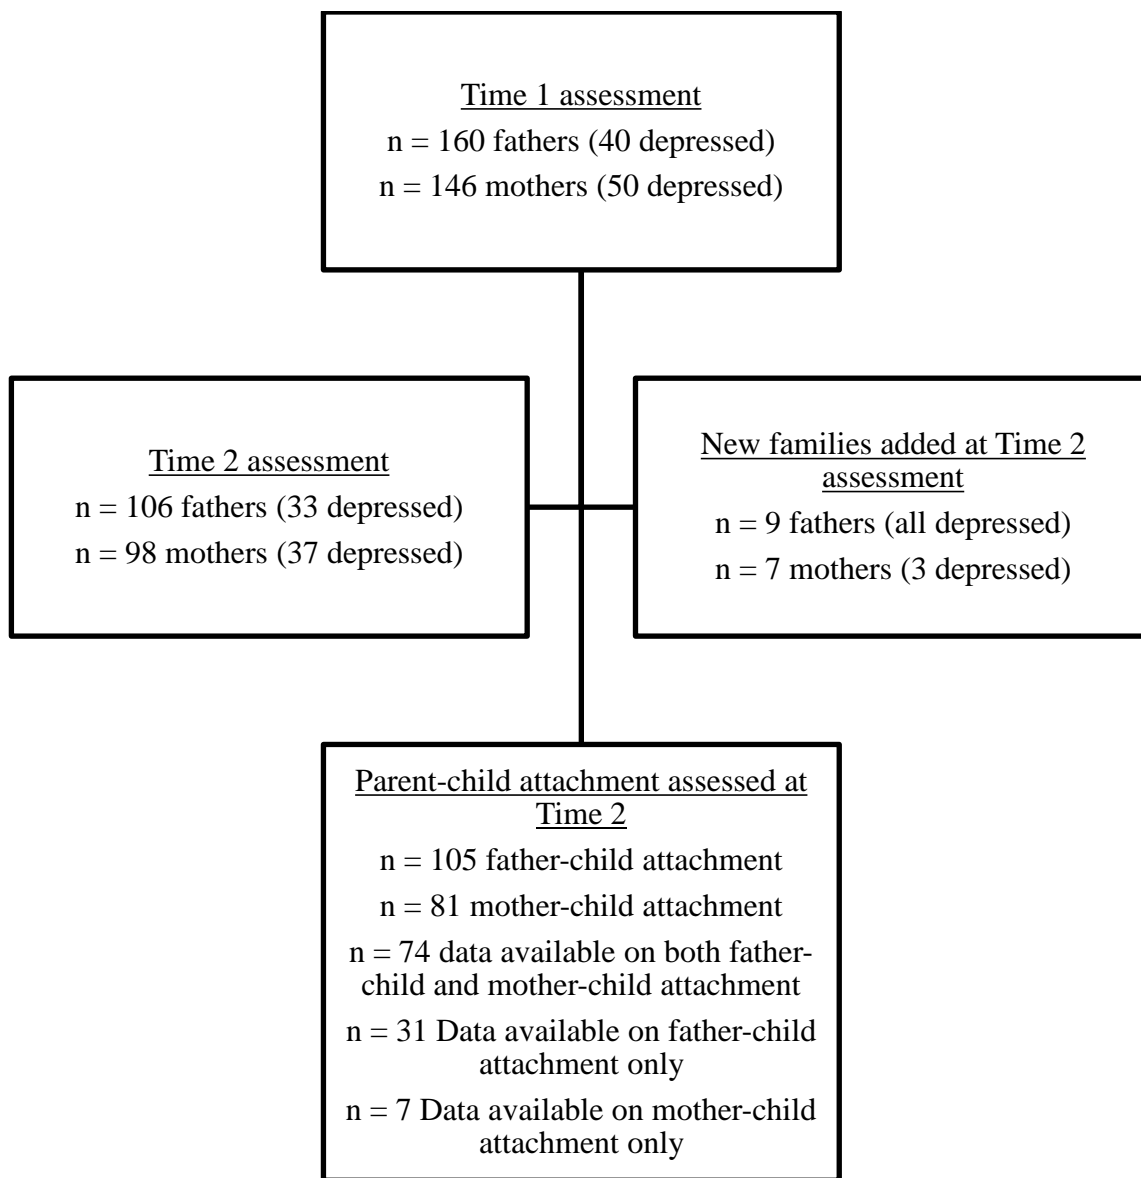 Time 1 assessment
n = 160 fathers (40 depressed)
n = 146 mothers (50 depressed)
Time 2 assessment
n = 106 fathers (33 depressed)
n = 98 mothers (37 depressed)
New families added at Time 2
assessment
n = 9 fathers (all depressed)
n = 7 mothers (3 depressed)
Parent-child attachment assessed at
Time 2
n = 105 father-child attachment
n = 81 mother-child attachment
n = 74 data available on both father-
child and mother-child attachment
n = 31 Data available on father-child
attachment only
n = 7 Data available on mother-child
attachment only